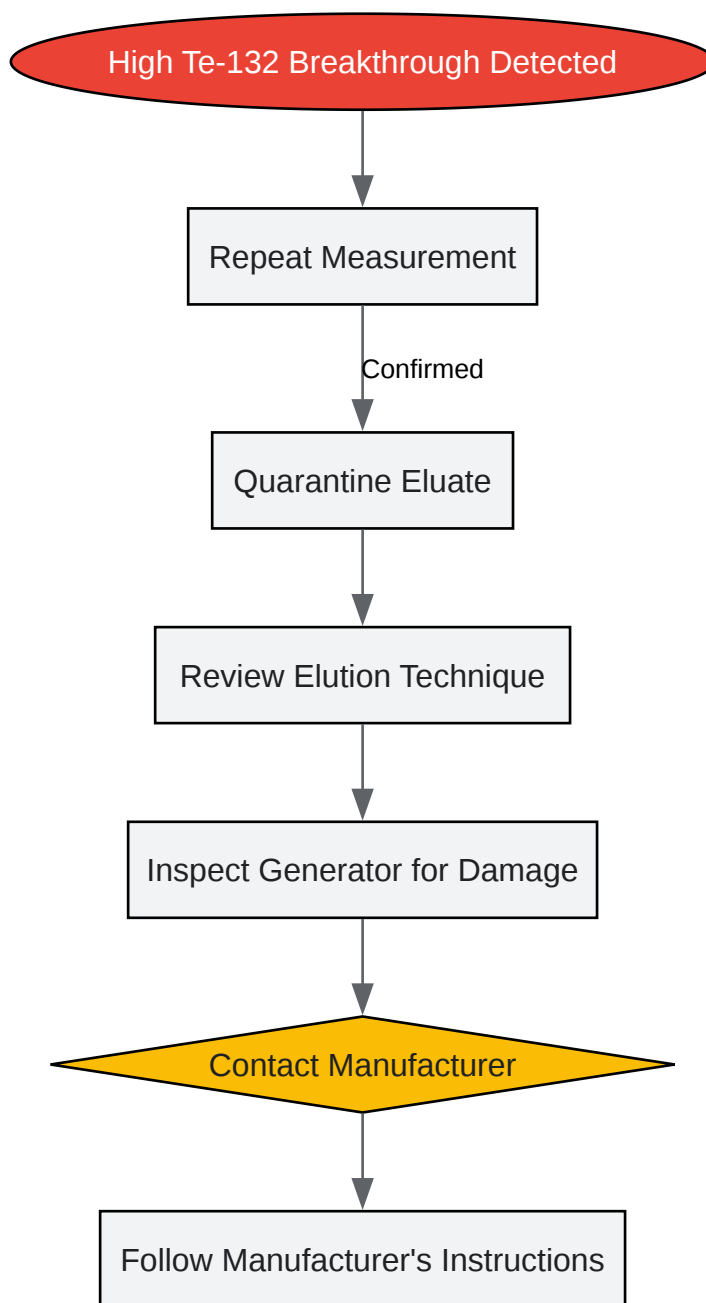 High Te-132 Breakthrough Detected
Repeat Measurement
Confirmed
Quarantine Eluate
Review Elution Technique
Inspect Generator for Damage
Contact Manufacturer
Follow Manufacturer's Instructions